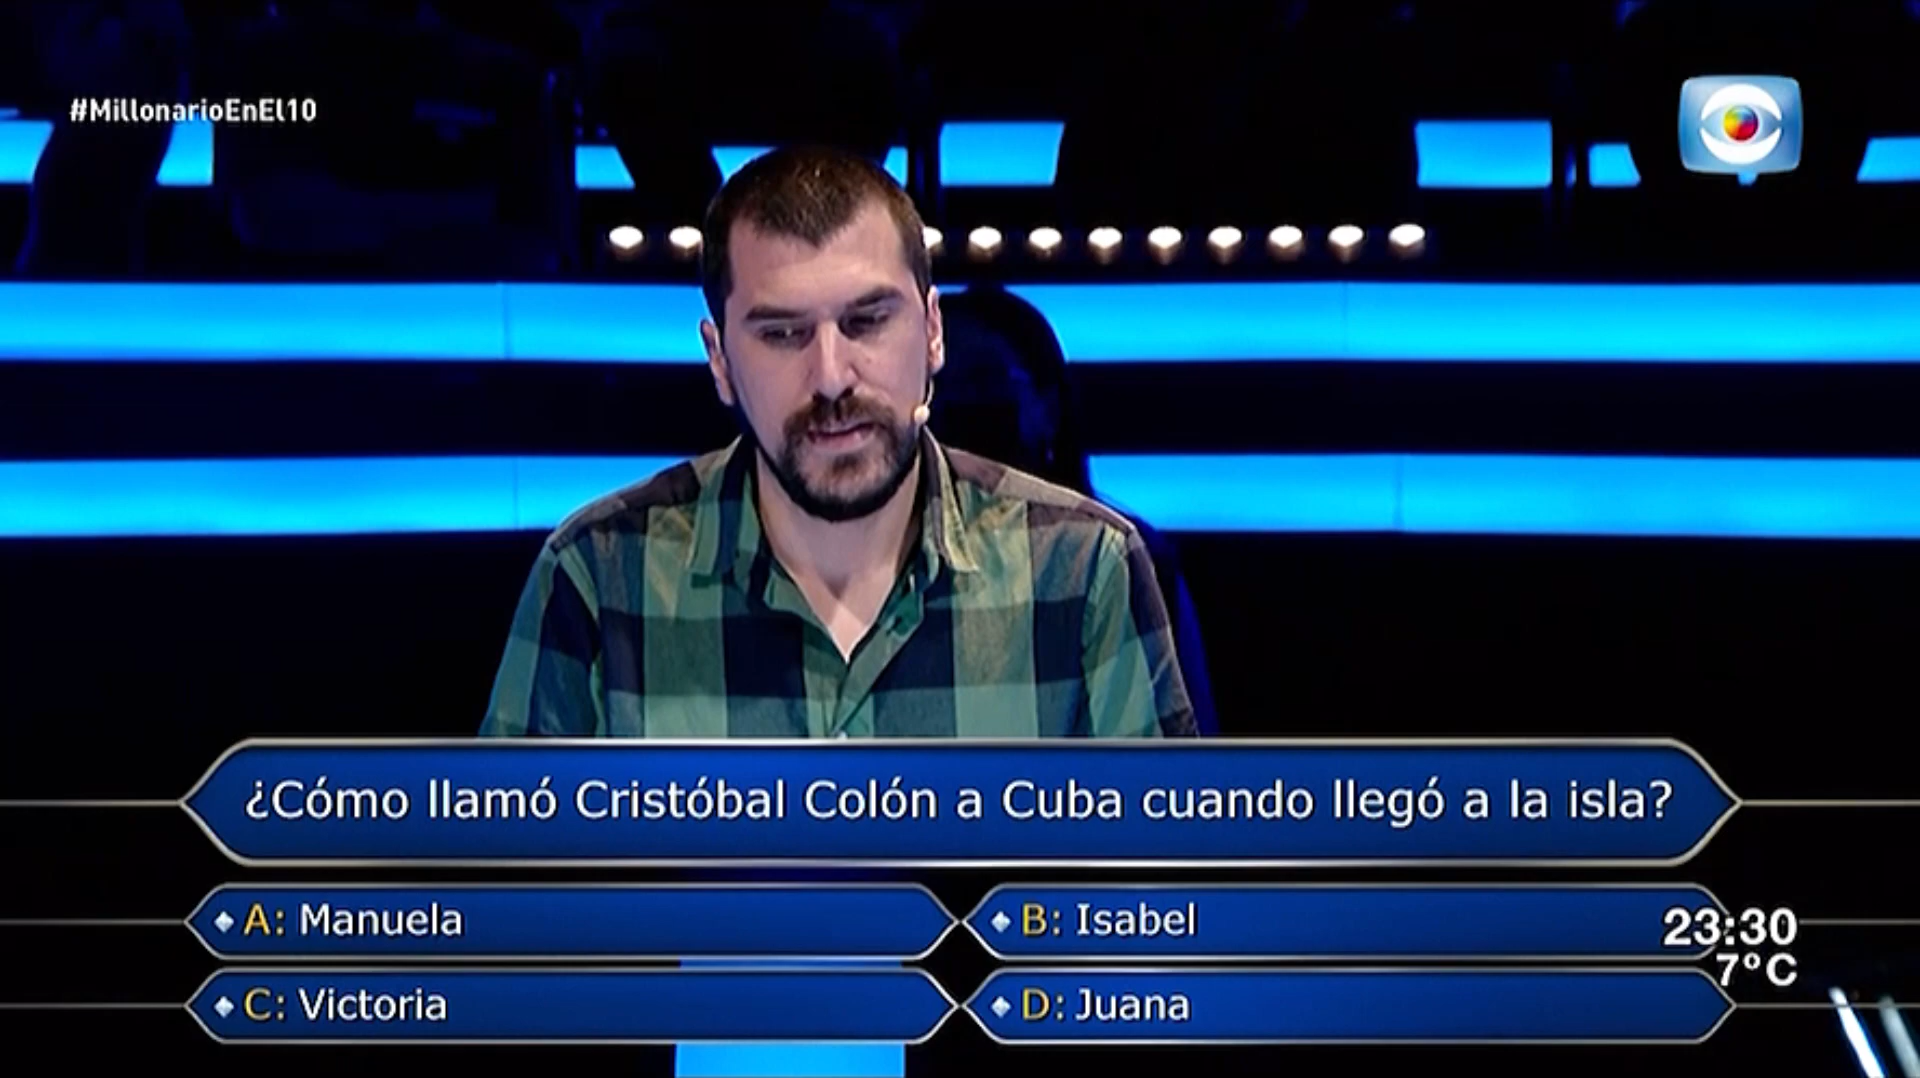 #MillonarioEnEl10
¿Cómo llamó Cristóbal Colón a Cuba cuando llegó a la isla?
A: Manuela
B: Isabel
C: Victoria
D: Juana
23:30
7°C